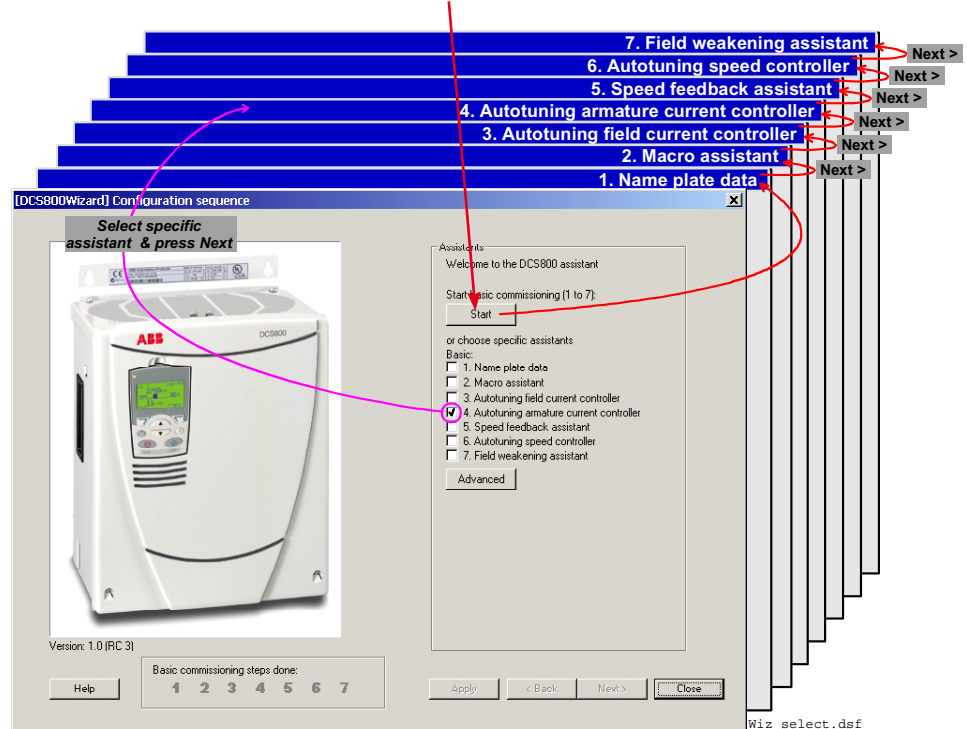 7. Field weakening assistant
Next >
6. Autotuning speed controller
Next >
5. Speed feedback assistant
Next >
4. Autotuning armature current controller
Next >
3. Autotuning field current controller
Next >
2. Macro assistant
Next >
1. Name plate data
[DCS800Wizard] Configuration sequence
Select specific
assistant & press Next
Assistants
Welcome to the DCS800 assistant
Start basic commissioning (1 to 7):
Start
or choose specific assistants
Basic:
1. Name plate data
2. Macro assistant
3. Autotuning field current controller
4. Autotuning armature current controller
5. Speed feedback assistant
6. Autotuning speed controller
7. Field weakening assistant
Advanced
ABB
DCS800
Version: 1.0 (RC 3)
Basic commissioning steps done:
1 2 3 4 5 6 7
Help
Apply
< Back
Next >
Close
Wiz select.dsf